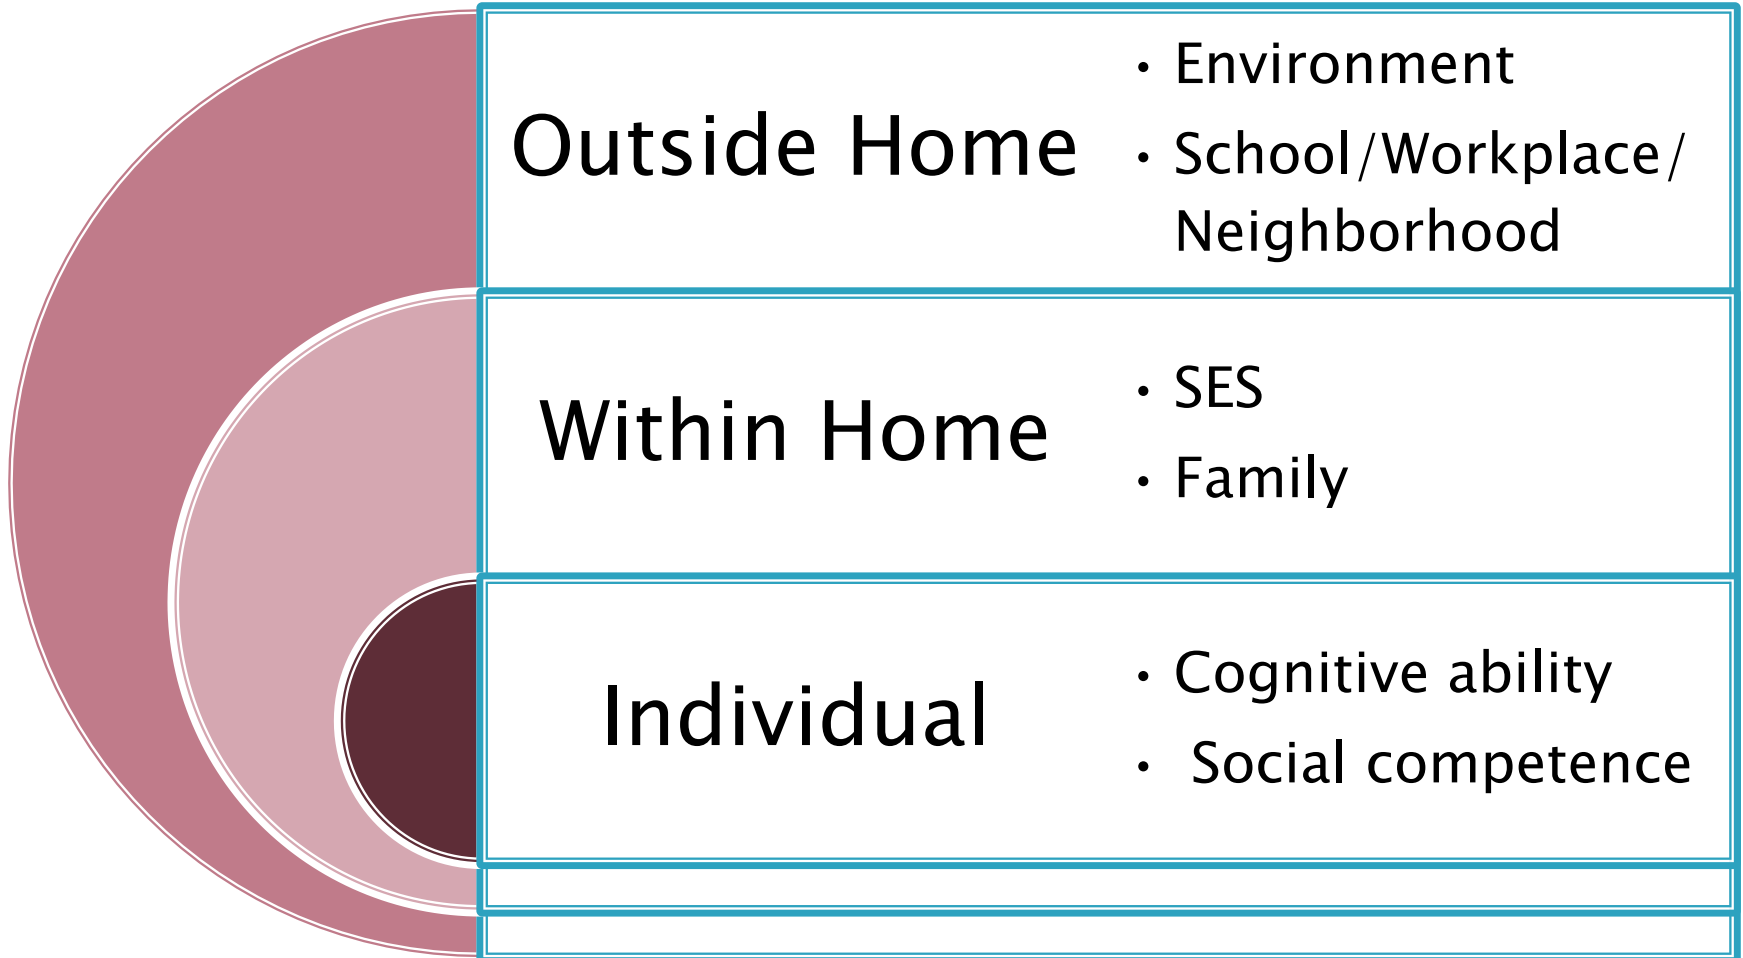 Outside Home
• Environment
• School/Workplace/
Neighborhood
Within Home
• SES
• Family
Individual
• Cognitive ability
• Social competence